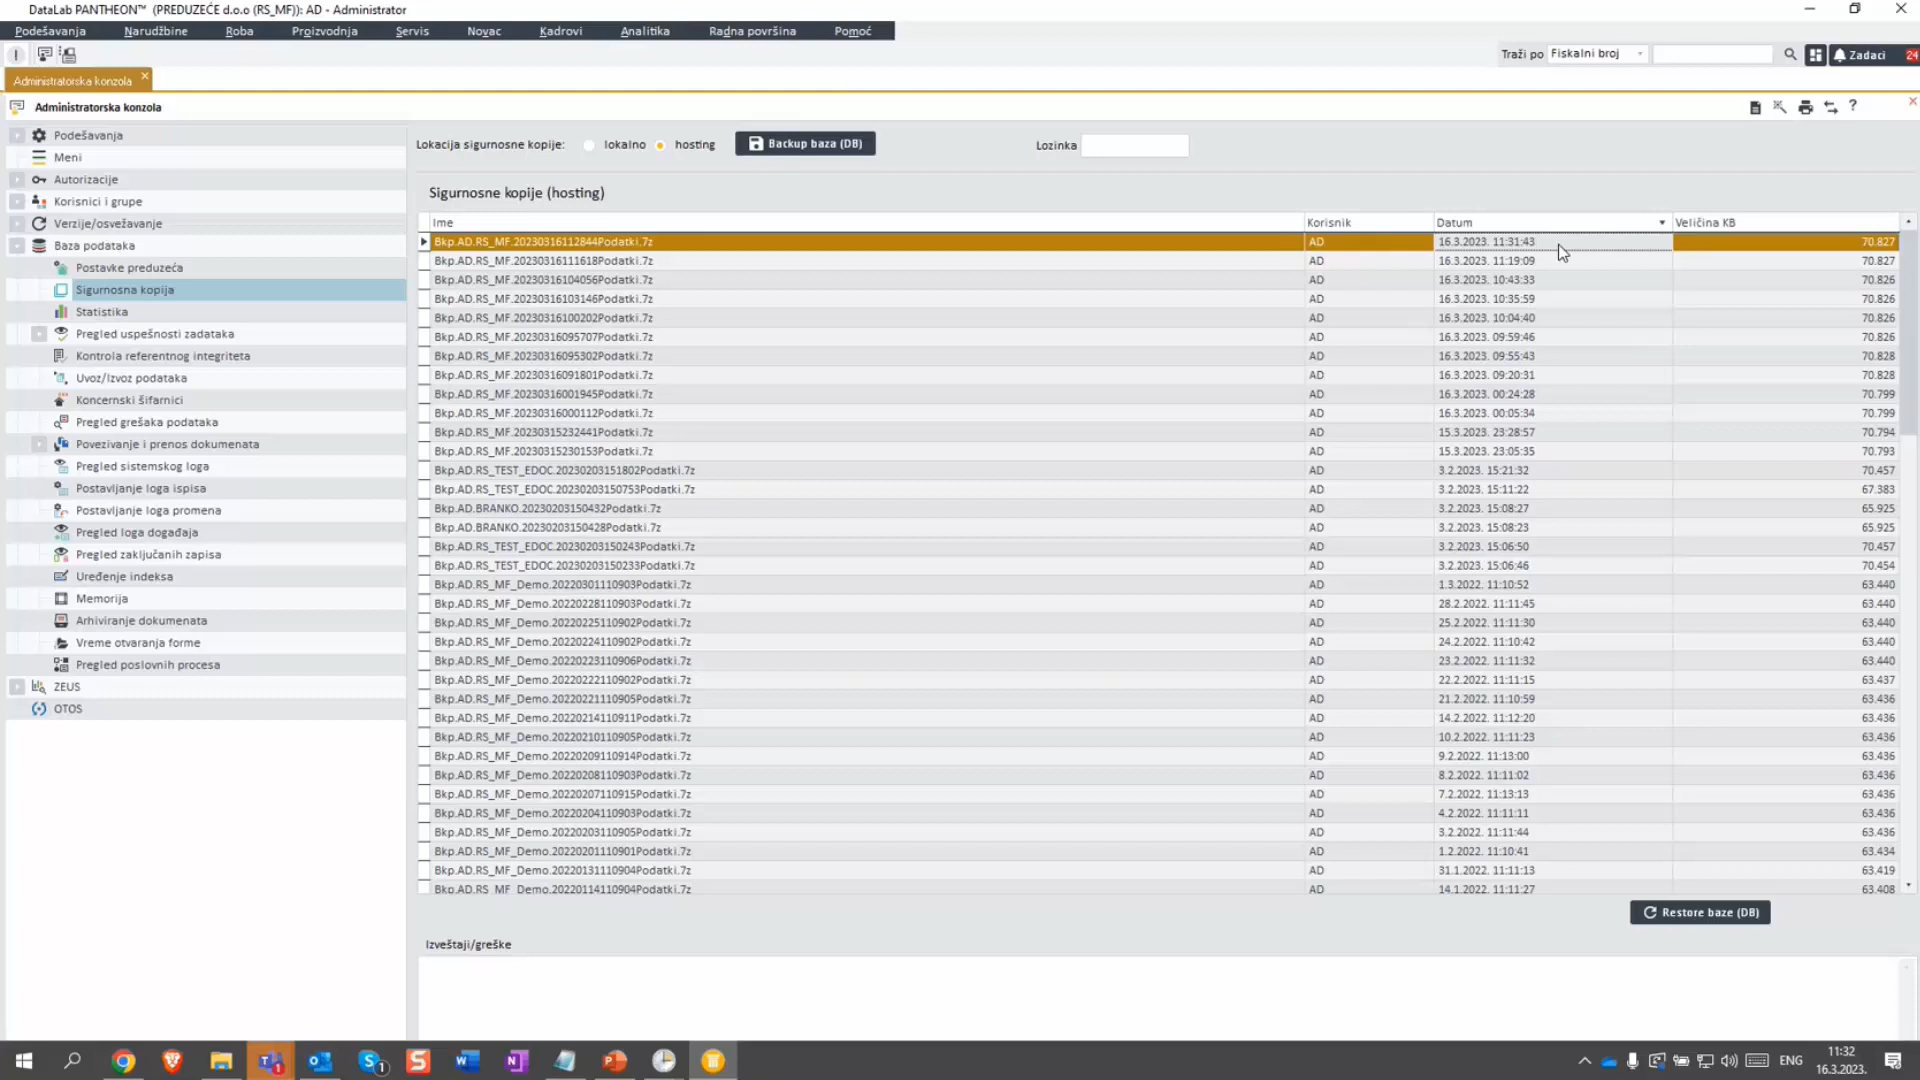 DataLab PANTHEON™ (PREDUZEĆE d.o.o (RS_MF)): AD - Administrator
Podešavanja Narudžbine Roba Proizvodnja Servis Novac Kadrovi Analitika Radna površina Pomoć
Traži po Fiskalni broj Zadaci 24
Administratorska konzola
Administratorska konzola
Podešavanja
Meni
Autorizacije
Korisnici i grupe
Verzije/osvežavanje
Baza podataka
Postavke preduzeća
Sigurnosna kopija
Statistika
Pregled uspešnosti zadataka
Kontrola referentnog integriteta
Uvoz/Izvoz podataka
Koncernski šifarnici
Pregled grešaka podataka
Povezivanje i prenos dokumenata
Pregled sistemskog loga
Postavljanje loga ispisa
Postavljanje loga promena
Pregled loga događaja
Pregled zaključanih zapisa
Uređenje indeksa
Memorija
Arhiviranje dokumenata
Vreme otvaranja forme
Pregled poslovnih procesa
ZEUS
OTOS
Lokacija sigurnosne kopije: lokalno hosting Backup baza (DB) Lozinka
Sigurnosne kopije (hosting)
Ime Korisnik Datum Veličina KB
Bkp.AD.RS_MF.20230316112844Podatki.7z AD 16.3.2023. 11:31:43 70.827
Bkp.AD.RS_MF.20230316111618Podatki.7z AD 16.3.2023. 11:19:09 70.827
Bkp.AD.RS_MF.20230316104056Podatki.7z AD 16.3.2023. 10:43:33 70.826
Bkp.AD.RS_MF.20230316103146Podatki.7z AD 16.3.2023. 10:35:59 70.826
Bkp.AD.RS_MF.20230316100202Podatki.7z AD 16.3.2023. 10:04:40 70.826
Bkp.AD.RS_MF.20230316095707Podatki.7z AD 16.3.2023. 09:59:46 70.826
Bkp.AD.RS_MF.20230316095302Podatki.7z AD 16.3.2023. 09:55:43 70.828
Bkp.AD.RS_MF.20230316091801Podatki.7z AD 16.3.2023. 09:20:31 70.828
Bkp.AD.RS_MF.20230316001945Podatki.7z AD 16.3.2023. 00:24:28 70.799
Bkp.AD.RS_MF.20230316000112Podatki.7z AD 16.3.2023. 00:05:34 70.799
Bkp.AD.RS_MF.20230315232441Podatki.7z AD 15.3.2023. 23:28:57 70.794
Bkp.AD.RS_MF.20230315230153Podatki.7z AD 15.3.2023. 23:05:35 70.793
Bkp.AD.RS_TEST_EDOC.20230203151802Podatki.7z AD 3.2.2023. 15:21:32 70.457
Bkp.AD.RS_TEST_EDOC.20230203150753Podatki.7z AD 3.2.2023. 15:11:22 67.383
Bkp.AD.BRANKO.20230203150432Podatki.7z AD 3.2.2023. 15:08:27 65.925
Bkp.AD.BRANKO.20230203150428Podatki.7z AD 3.2.2023. 15:08:23 65.925
Bkp.AD.RS_TEST_EDOC.20230203150243Podatki.7z AD 3.2.2023. 15:06:50 70.457
Bkp.AD.RS_TEST_EDOC.20230203150233Podatki.7z AD 3.2.2023. 15:06:46 70.454
Bkp.AD.RS_MF_Demo.20220301110903Podatki.7z AD 1.3.2022. 11:10:52 63.440
Bkp.AD.RS_MF_Demo.20220228110903Podatki.7z AD 28.2.2022. 11:11:45 63.440
Bkp.AD.RS_MF_Demo.20220225110902Podatki.7z AD 25.2.2022. 11:11:30 63.440
Bkp.AD.RS_MF_Demo.20220224110902Podatki.7z AD 24.2.2022. 11:10:42 63.440
Bkp.AD.RS_MF_Demo.20220223110906Podatki.7z AD 23.2.2022. 11:11:32 63.440
Bkp.AD.RS_MF_Demo.20220222110902Podatki.7z AD 22.2.2022. 11:11:15 63.437
Bkp.AD.RS_MF_Demo.20220221110905Podatki.7z AD 21.2.2022. 11:10:59 63.436
Bkp.AD.RS_MF_Demo.20220214110911Podatki.7z AD 14.2.2022. 11:12:20 63.436
Bkp.AD.RS_MF_Demo.20220210110905Podatki.7z AD 10.2.2022. 11:11:23 63.436
Bkp.AD.RS_MF_Demo.20220209110914Podatki.7z AD 9.2.2022. 11:13:00 63.436
Bkp.AD.RS_MF_Demo.20220208110903Podatki.7z AD 8.2.2022. 11:11:02 63.436
Bkp.AD.RS_MF_Demo.20220207110915Podatki.7z AD 7.2.2022. 11:13:13 63.436
Bkp.AD.RS_MF_Demo.20220204110903Podatki.7z AD 4.2.2022. 11:11:11 63.436
Bkp.AD.RS_MF_Demo.20220203110905Podatki.7z AD 3.2.2022. 11:11:44 63.436
Bkp.AD.RS_MF_Demo.20220201110901Podatki.7z AD 1.2.2022. 11:10:41 63.434
Bkp.AD.RS_MF_Demo.20220131110904Podatki.7z AD 31.1.2022. 11:11:13 63.419
Bkp.AD.RS_MF_Demo.20220114110904Podatki.7z AD 14.1.2022. 11:11:27 63.408
Restore baze (DB)
Izveštaji/greške
ENG 11:32
16.3.2023.